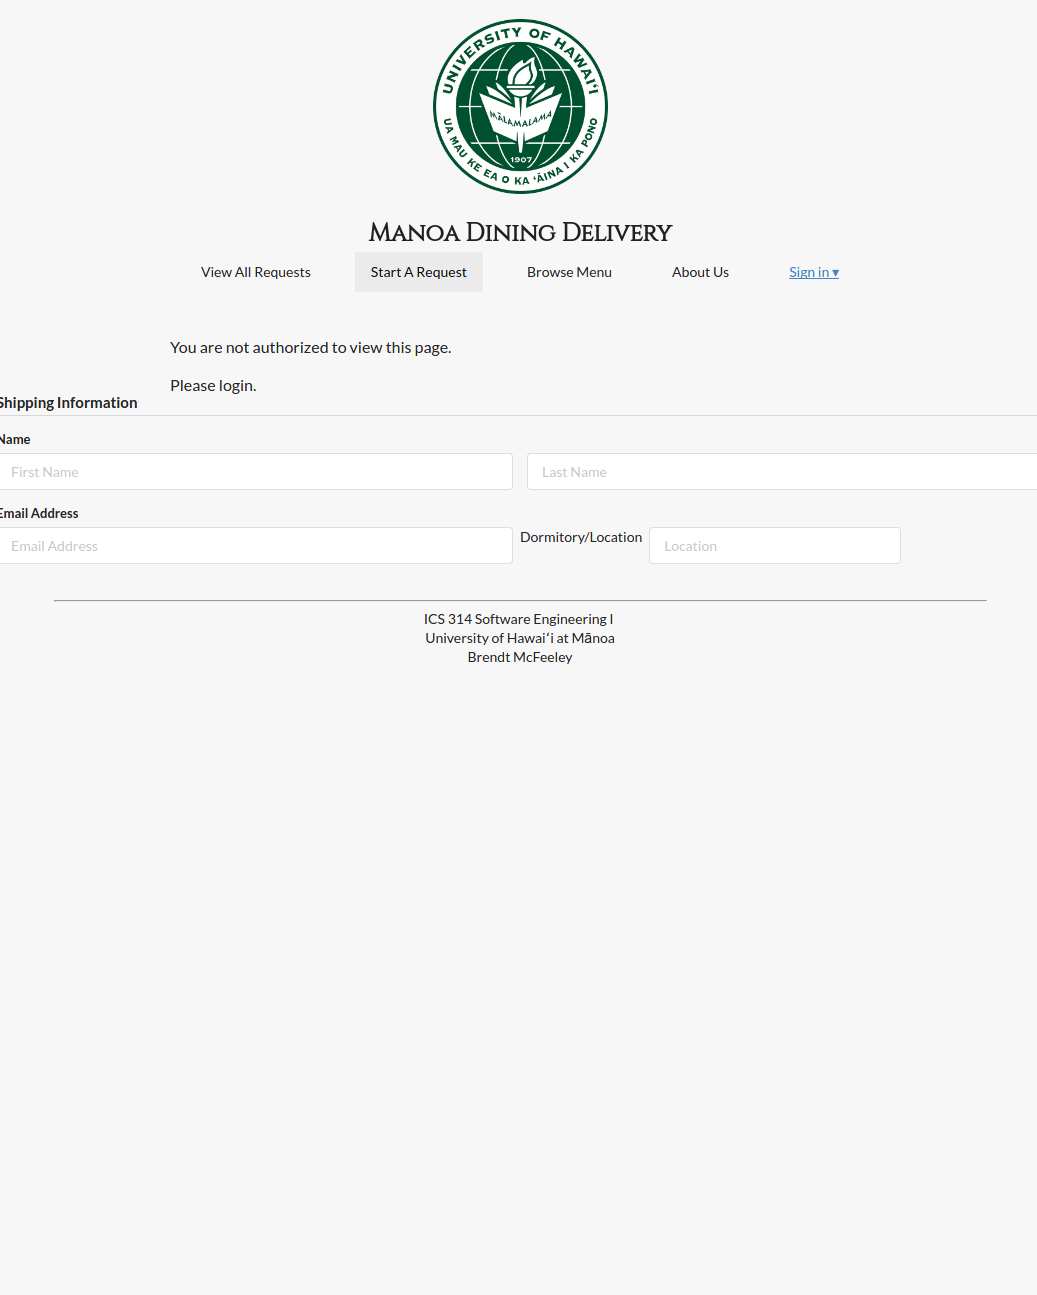 UNIVERSITY OF HAWAIʻI
MĀLAMALAMA
1907
UA MAU KE EA O KA ʻĀINA I KA PONO
Manoa Dining Delivery
View All Requests Start A Request Browse Menu About Us Sign in ▾
You are not authorized to view this page.
Please login.
Shipping Information
Name
First Name Last Name
Email Address
Email Address Dormitory/Location Location
ICS 314 Software Engineering I
University of Hawaiʻi at Mānoa
Brendt McFeeley